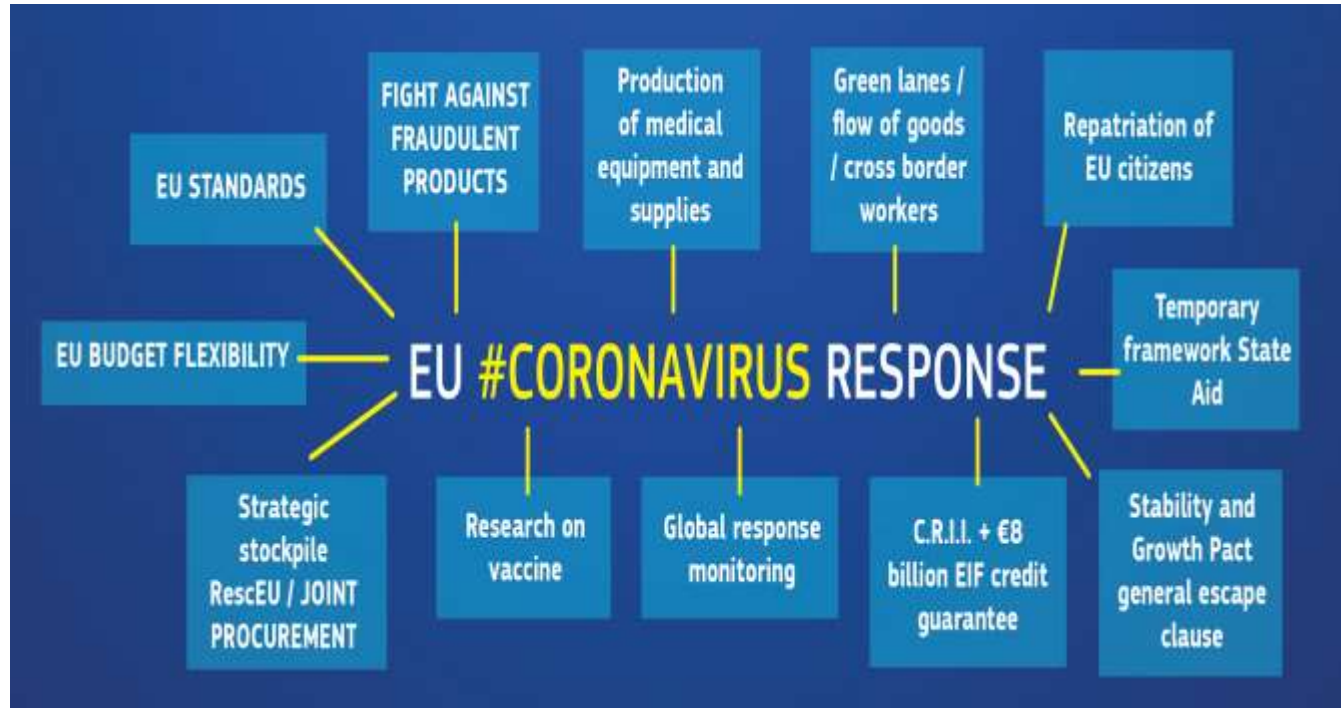 EU STANDARDS
FIGHT AGAINST
FRAUDULENT
PRODUCTS
Production
of medical
equipment and
supplies
Green lanes /
flow of goods
/ cross border
workers
Repatriation of
EU citizens
EU BUDGET FLEXIBILITY
EU #CORONAVIRUS RESPONSE
Temporary
framework State
Aid
Strategic
stockpile
RescEU / JOINT
PROCUREMENT
Research on
vaccine
Global response
monitoring
C.R.I.I. + €8
billion EIF credit
guarantee
Stability and
Growth Pact
general escape
clause